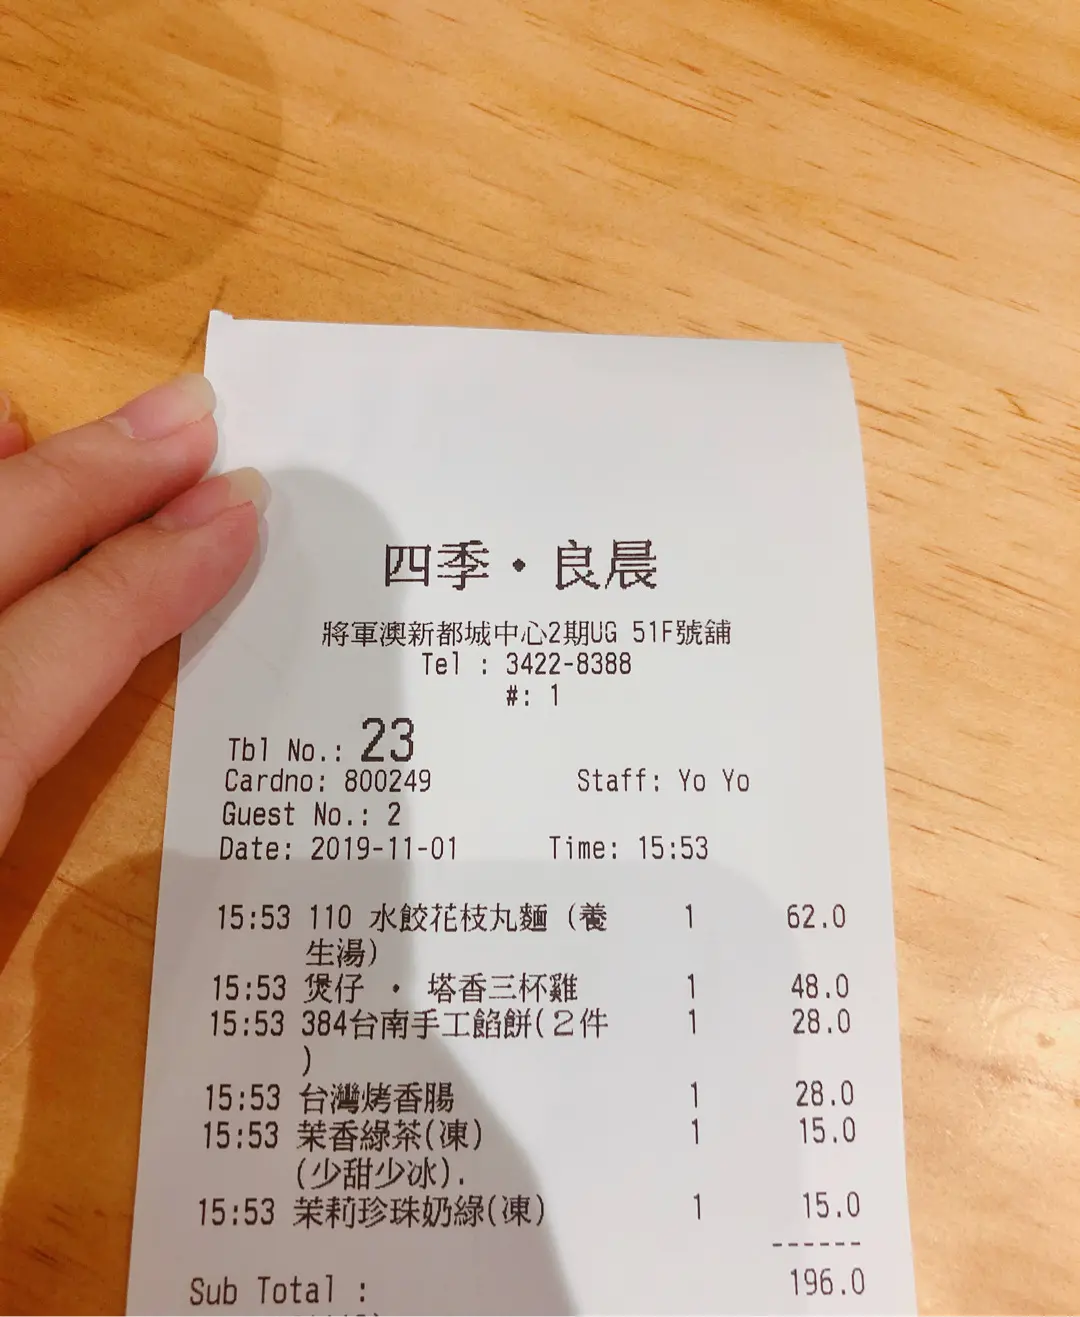 四季・良晨
將軍澳新都城中心2期UG 51F號舖
Tel : 3422-8388
#: 1
Tbl No.: 23
Cardno: 800249 Staff: Yo Yo
Guest No.: 2
Date: 2019-11-01 Time: 15:53
15:53 110 水餃花枝丸麵 (養 1 62.0
生湯)
15:53 煲仔 · 塔香三杯雞 1 48.0
15:53 384台南手工餡餅(２件 1 28.0
)
15:53 台灣烤香腸 1 28.0
15:53 茉香綠茶(凍) 1 15.0
(少甜少冰).
15:53 茉莉珍珠奶綠(凍) 1 15.0
------
Sub Total : 196.0